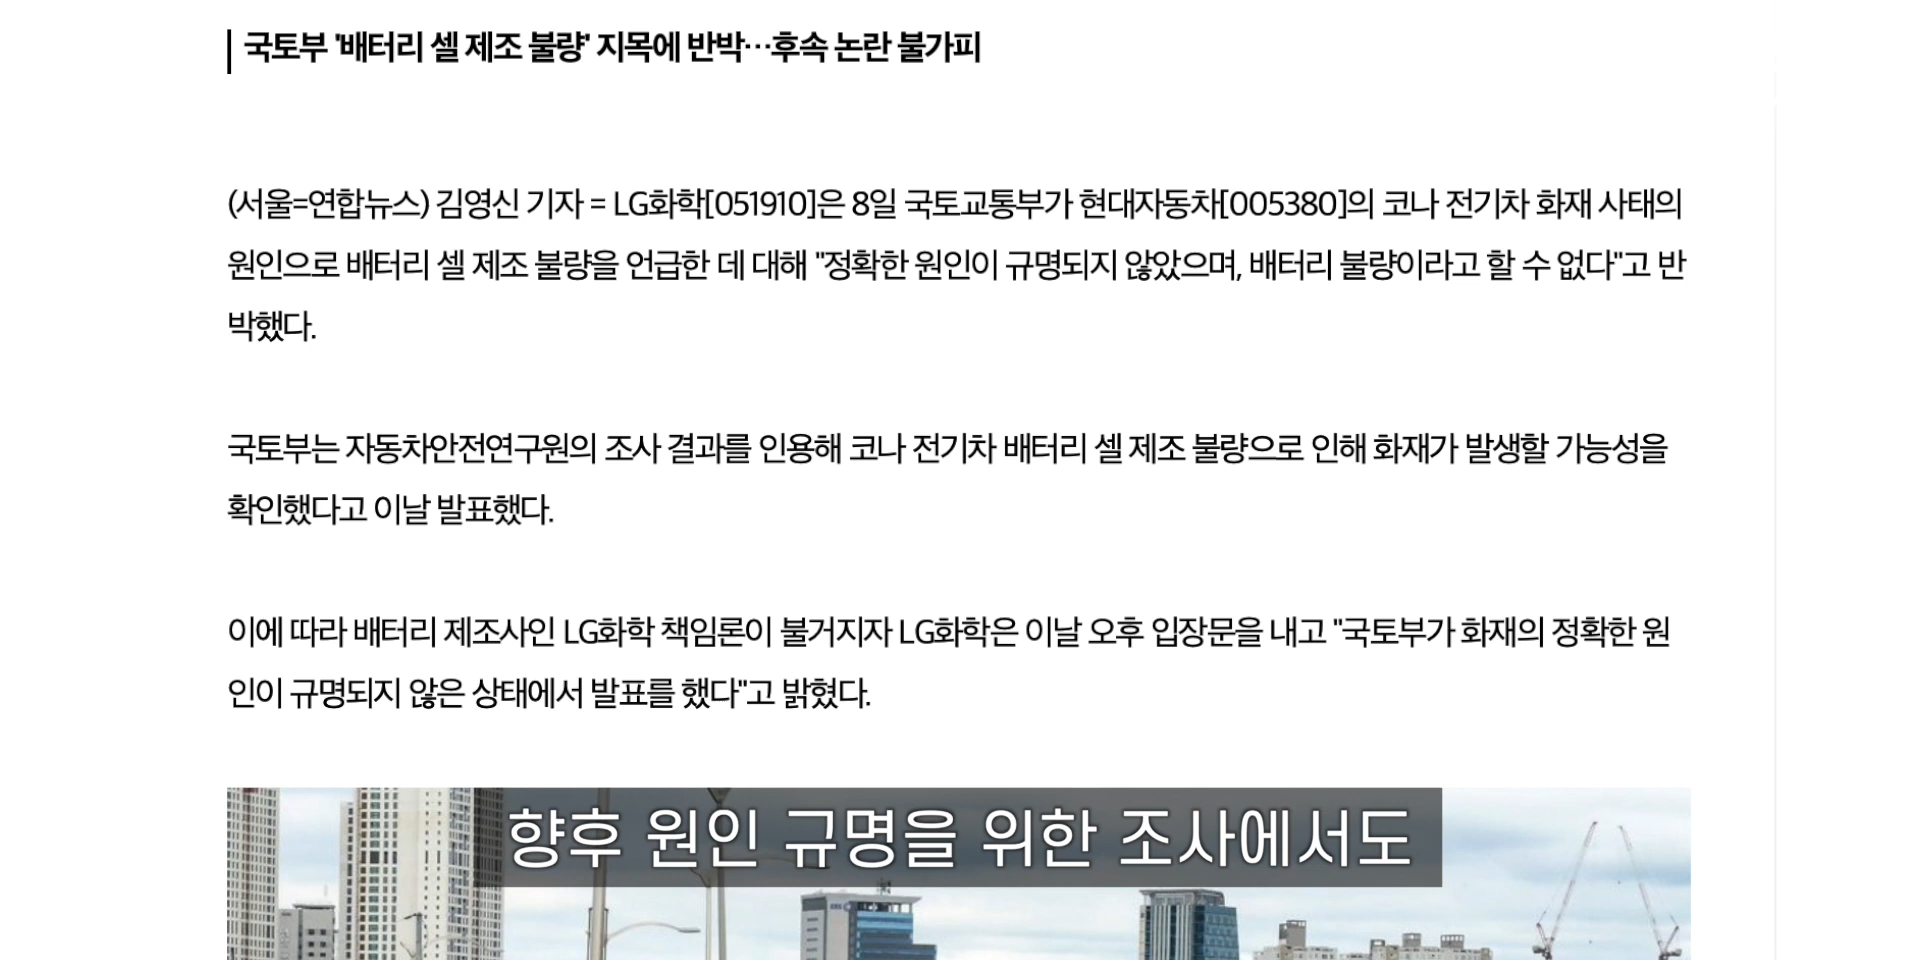 국토부 '배터리 셀 제조 불량' 지목에 반박…후속 논란 불가피
(서울=연합뉴스) 김영신 기자 = LG화학[051910]은 8일 국토교통부가 현대자동차[005380]의 코나 전기차 화재 사태의
원인으로 배터리 셀 제조 불량을 언급한 데 대해 "정확한 원인이 규명되지 않았으며, 배터리 불량이라고 할 수 없다"고 반
박했다.
국토부는 자동차안전연구원의 조사 결과를 인용해 코나 전기차 배터리 셀 제조 불량으로 인해 화재가 발생할 가능성을
확인했다고 이날 발표했다.
이에 따라 배터리 제조사인 LG화학 책임론이 불거지자 LG화학은 이날 오후 입장문을 내고 "국토부가 화재의 정확한 원
인이 규명되지 않은 상태에서 발표를 했다"고 밝혔다.
향후 원인 규명을 위한 조사에서도